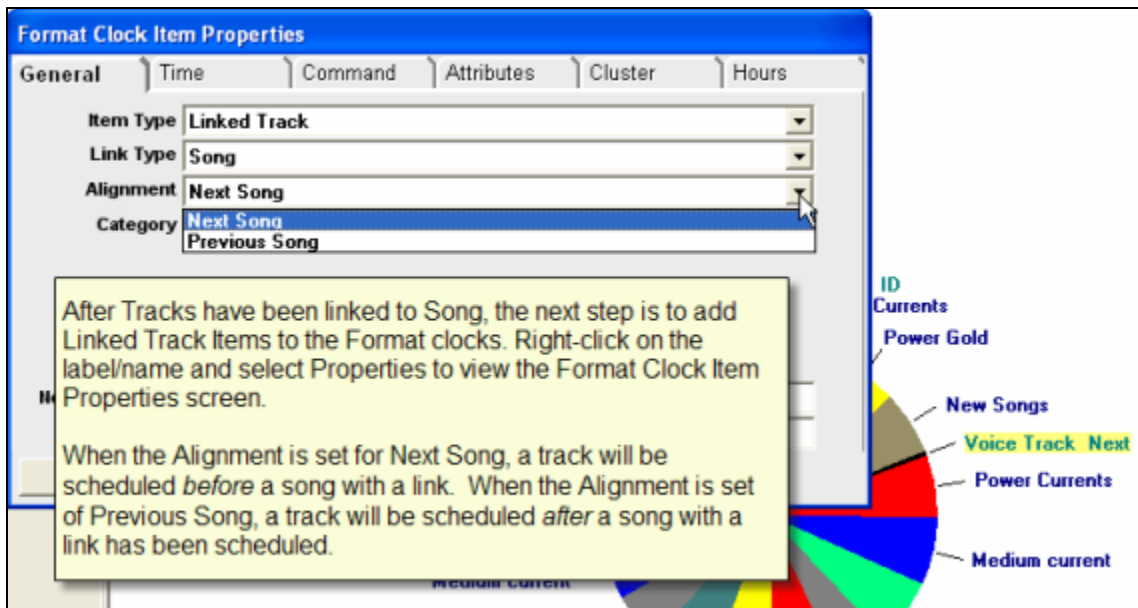 Format Clock Item Properties
General Time Command Attributes Cluster Hours
Item Type Linked Track
Link Type Song
Alignment Next Song
Category Next Song
Previous Song
After Tracks have been linked to Song, the next step is to add
Linked Track Items to the Format clocks. Right-click on the
label/name and select Properties to view the Format Clock Item
Properties screen.
When the Alignment is set for Next Song, a track will be
scheduled before a song with a link. When the Alignment is set
of Previous Song, a track will be scheduled after a song with a
link has been scheduled.
ID
Currents
Power Gold
New Songs
Voice Track Next
Power Currents
Medium current
Medium current